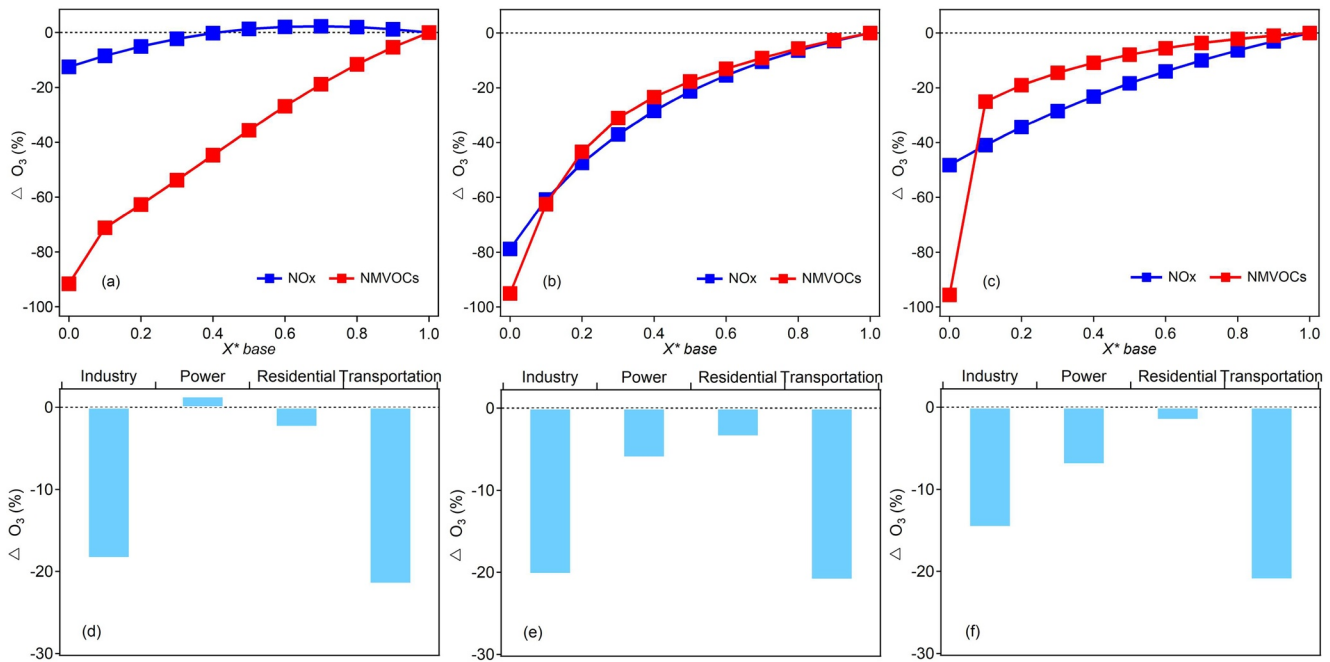 0
-20
-40
-60
-80
-100
△ O₃ (%)
(a)
NOx
NMVOCs
0.0 0.2 0.4 0.6 0.8 1.0
X* base
0
-20
-40
-60
-80
-100
△ O₃ (%)
(b)
NOx
NMVOCs
0.0 0.2 0.4 0.6 0.8 1.0
X* base
0
-20
-40
-60
-80
-100
△ O₃ (%)
(c)
NOx
NMVOCs
0.0 0.2 0.4 0.6 0.8 1.0
X* base
Industry Power Residential Transportation
0
-10
-20
-30
△ O₃ (%)
(d)
Industry Power Residential Transportation
0
-10
-20
-30
△ O₃ (%)
(e)
Industry Power Residential Transportation
0
-10
-20
-30
△ O₃ (%)
(f)